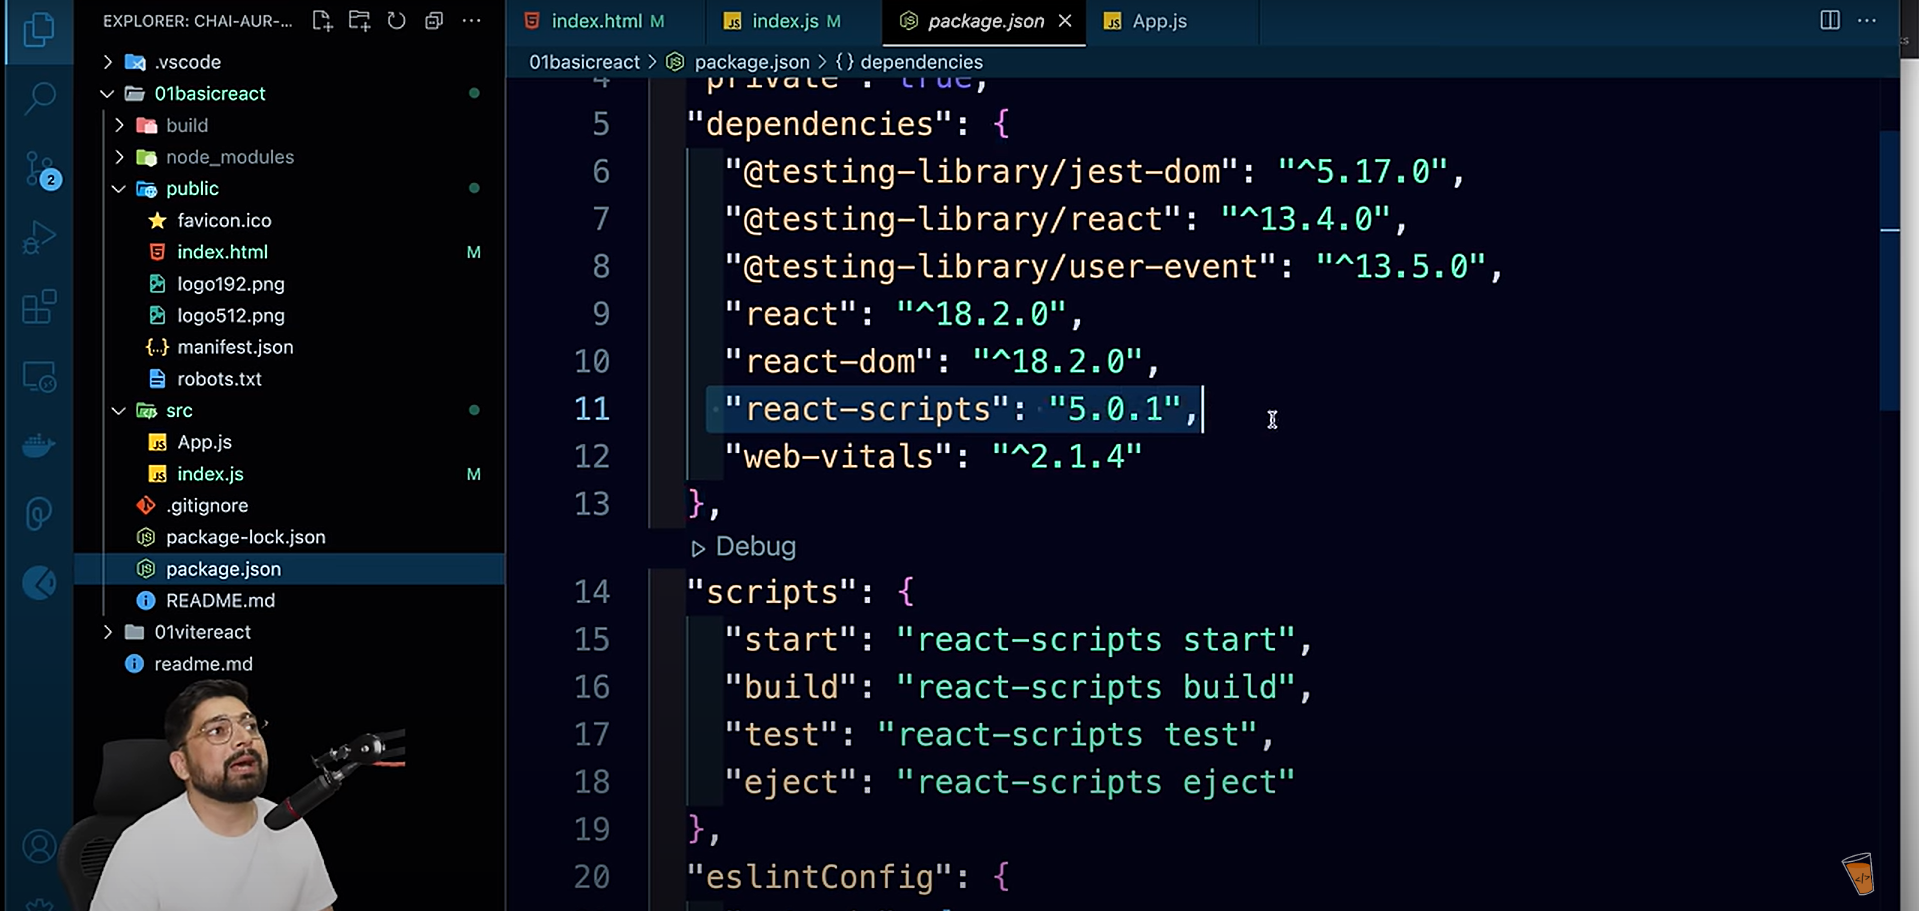 EXPLORER: CHAI-AUR-...
.vscode
01basicreact
build
node_modules
public
favicon.ico
index.html M
logo192.png
logo512.png
manifest.json
robots.txt
src
App.js
index.js M
.gitignore
package-lock.json
package.json
README.md
01vitereact
readme.md
2
index.html M
index.js M
package.json
App.js
01basicreact > package.json > {} dependencies
4 "private": true,
5 "dependencies": {
6 "@testing-library/jest-dom": "^5.17.0",
7 "@testing-library/react": "^13.4.0",
8 "@testing-library/user-event": "^13.5.0",
9 "react": "^18.2.0",
10 "react-dom": "^18.2.0",
11 "react-scripts": "5.0.1",
12 "web-vitals": "^2.1.4"
13 },
Debug
14 "scripts": {
15 "start": "react-scripts start",
16 "build": "react-scripts build",
17 "test": "react-scripts test",
18 "eject": "react-scripts eject"
19 },
20 "eslintConfig": {